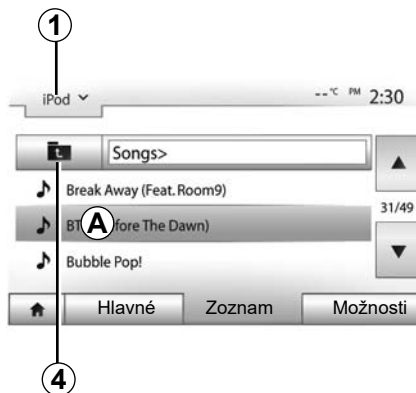 1
iPod --°C PM 2:30
Songs>
Break Away (Feat. Room9)
31/49
A
fore The Dawn)
Bubble Pop!
Hlavné Zoznam Možnosti
4